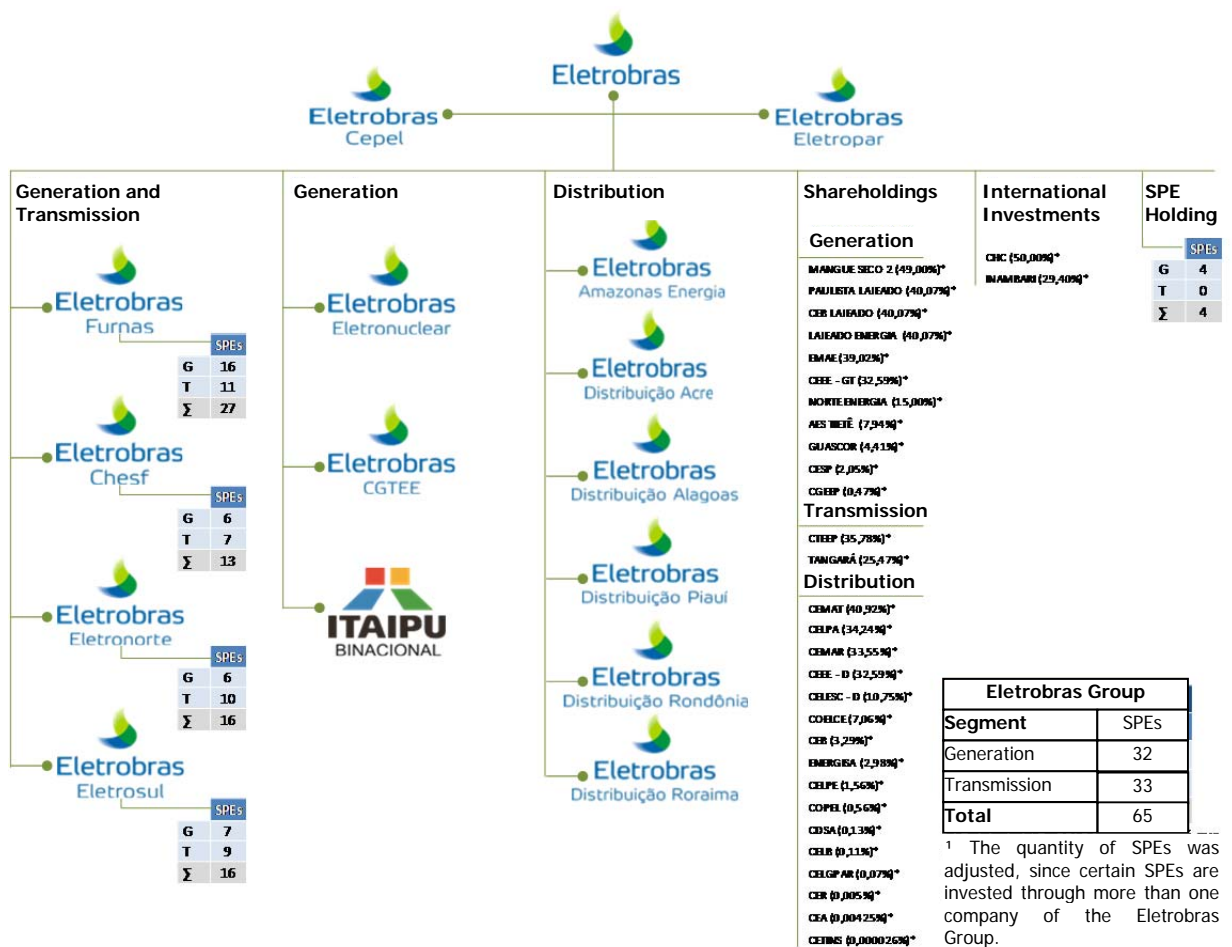 Eletrobras
Eletrobras
Cepel
Eletrobras
Eletropar
Generation and
Transmission
Eletrobras
Furnas
SPEs
G 16
T 11
Σ 27
Eletrobras
Chesf
SPEs
G 6
T 7
Σ 13
Eletrobras
Eletronorte
SPEs
G 6
T 10
Σ 16
Eletrobras
Eletrosul
SPEs
G 7
T 9
Σ 16
Generation
Eletrobras
Eletronuclear
Eletrobras
CGTEE
ITAIPU
BINACIONAL
Distribution
Eletrobras
Amazonas Energia
Eletrobras
Distribuição Acre
Eletrobras
Distribuição Alagoas
Eletrobras
Distribuição Piauí
Eletrobras
Distribuição Rondônia
Eletrobras
Distribuição Roraima
Shareholdings
Generation
MANGUE SECO 2 (49,00%)*
PAULISTA LAJEADO (40,07%)*
CEB LAJEADO (40,07%)*
LAJEADO ENERGIA (40,07%)*
EMAE (39,02%)*
CEEE - GT (32,59%)*
NORTE ENERGIA (15,00%)*
AES TIETÊ (7,94%)*
GUASCOR (4,41%)*
CESP (2,05%)*
CGEEP (0,47%)*
Transmission
CTEEP (35,78%)*
TANGARÁ (25,47%)*
Distribution
CEMAT (40,92%)*
CELPA (34,24%)*
CEMAR (33,55%)*
CEEE - D (32,59%)*
CELESC - D (10,75%)*
COELCE (7,06%)*
CEB (3,29%)*
ENERGISA (2,98%)*
CELPE (1,56%)*
COPEL (0,56%)*
CDSA (0,13%)*
CELB (0,11%)*
CELGPAR (0,07%)*
CER (0,005%)*
CEA (0,00425%)*
CETINS (0,000026%)*
International
Investments
CHC (50,00%)*
INAMBARI (29,40%)*
SPE
Holding
SPEs
G 4
T 0
Σ 4
Eletrobras Group
Segment SPEs
Generation 32
Transmission 33
Total 65
¹ The quantity of SPEs was
adjusted, since certain SPEs are
invested through more than one
company of the Eletrobras
Group.